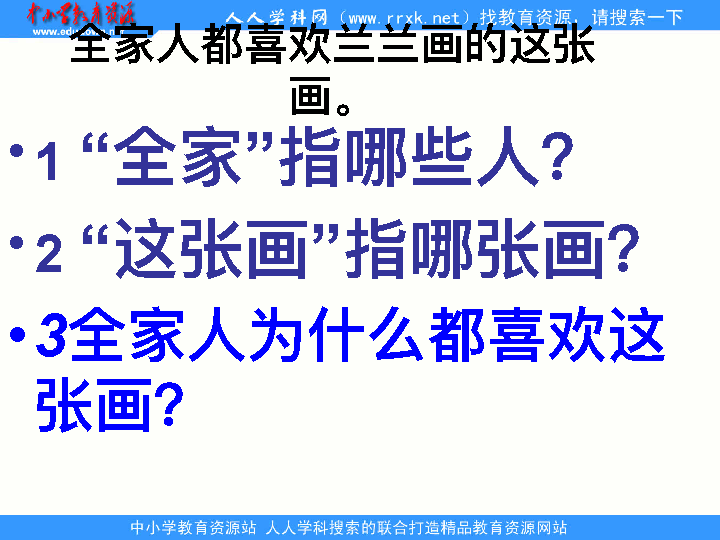 中小学教育资源
www.edudown.net
人人学科网（www.rrxk.net）找教育资源，请搜索一下
全家人都喜欢兰兰画的这张
画。
•1 “全家”指哪些人？
•2 “这张画”指哪张画？
•3全家人为什么都喜欢这
张画？
中小学教育资源站 人人学科搜索的联合打造精品教育资源网站